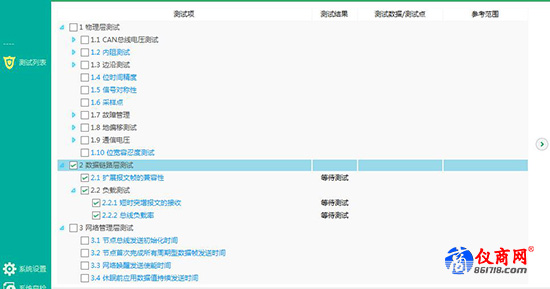 测试项 测试结果 测试数据/测试点 参考范围
1 物理层测试
1.1 CAN总线电压测试
测试列表
1.2 内阻测试
1.3 边沿测试
1.4 位时间精度
1.5 信号对称性
1.6 采样点
1.7 故障管理
1.8 地偏移测试
1.9 通信电压
1.10 位宽容忍度测试
2 数据链路层测试
2.1 扩展报文帧的兼容性 等待测试
2.2 负载测试
2.2.1 短时突增报文的接收 等待测试
2.2.2 总线负载率 等待测试
3 网络管理层测试
3.1 节点总线发送初始化时间
3.2 节点首次完成所有周期型数据帧发送时间
3.3 网络唤醒发送使能时间
系统设置
3.4 休眠前应用数据值持续发送时间
仪商网
861718.com